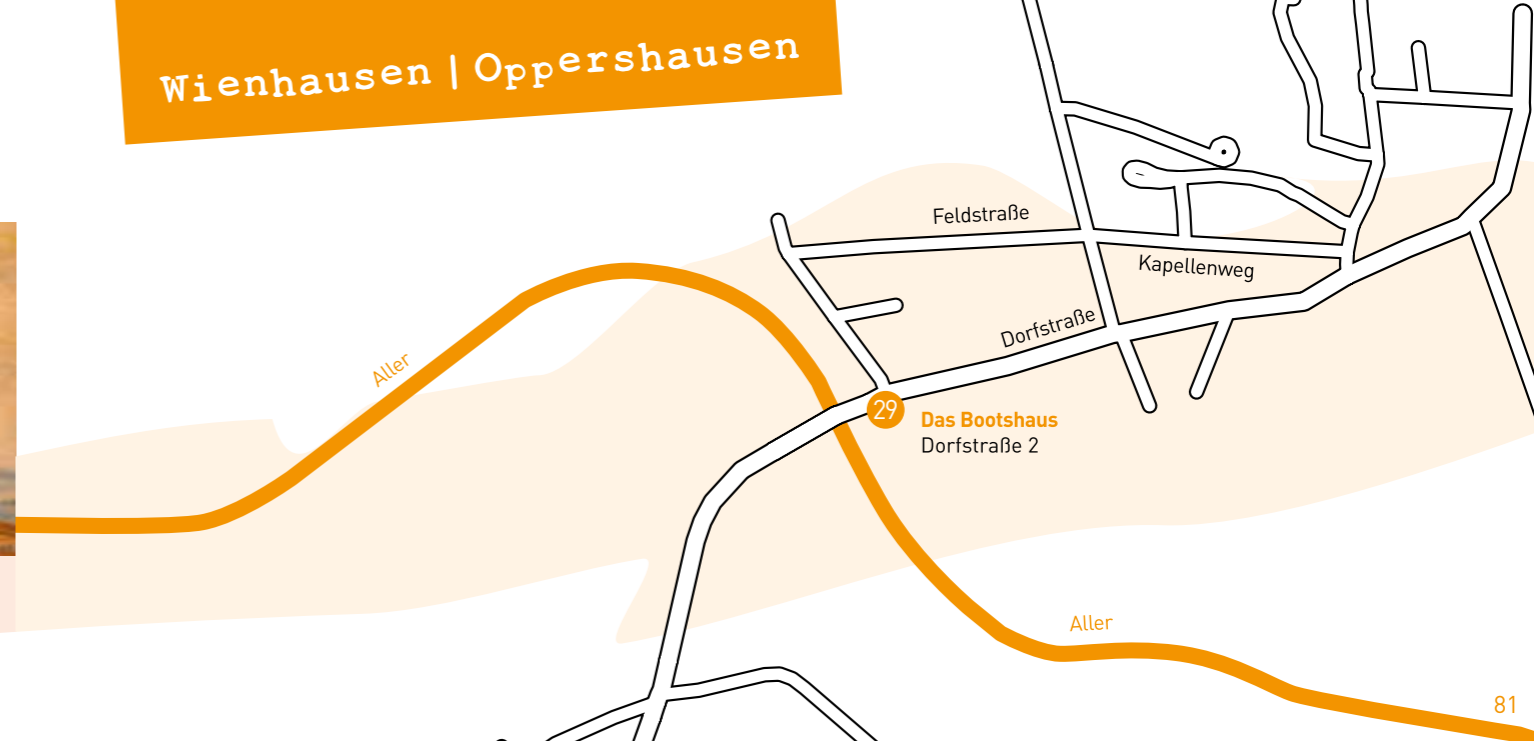 Wienhausen | Oppershausen
Feldstraße
Kapellenweg
Dorfstraße
Aller
29
Das Bootshaus
Dorfstraße 2
Aller
81